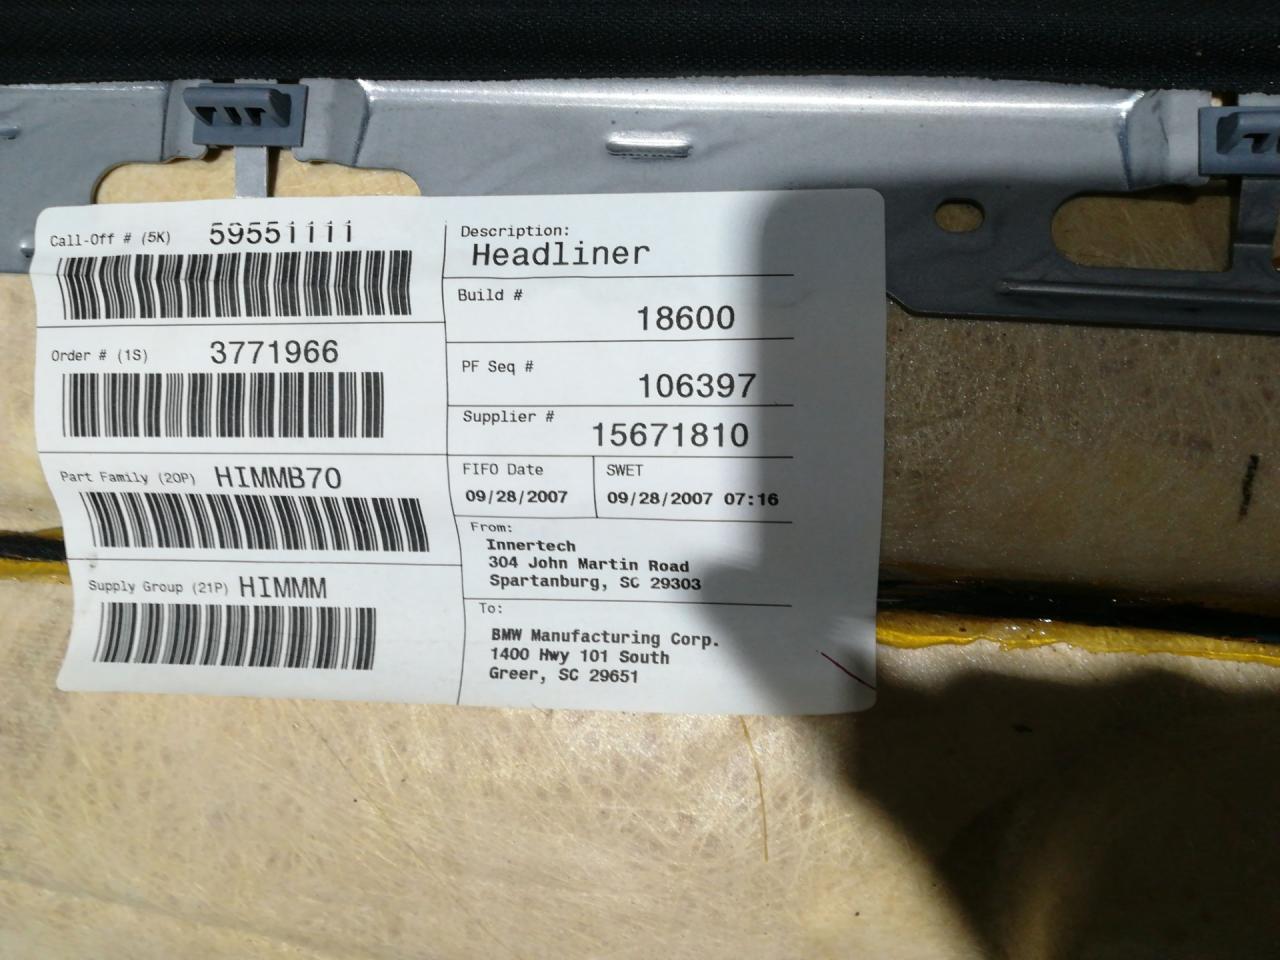 Call-Off # (5K) 59551111
Order # (1S) 3771966
Part Family (20P) HIMMB70
Supply Group (21P) HIMMM
Description:
Headliner
Build #
18600
PF Seq #
106397
Supplier #
15671810
FIFO Date
09/28/2007
SWET
09/28/2007 07:16
From:
Innertech
304 John Martin Road
Spartanburg, SC 29303
To:
BMW Manufacturing Corp.
1400 Hwy 101 South
Greer, SC 29651